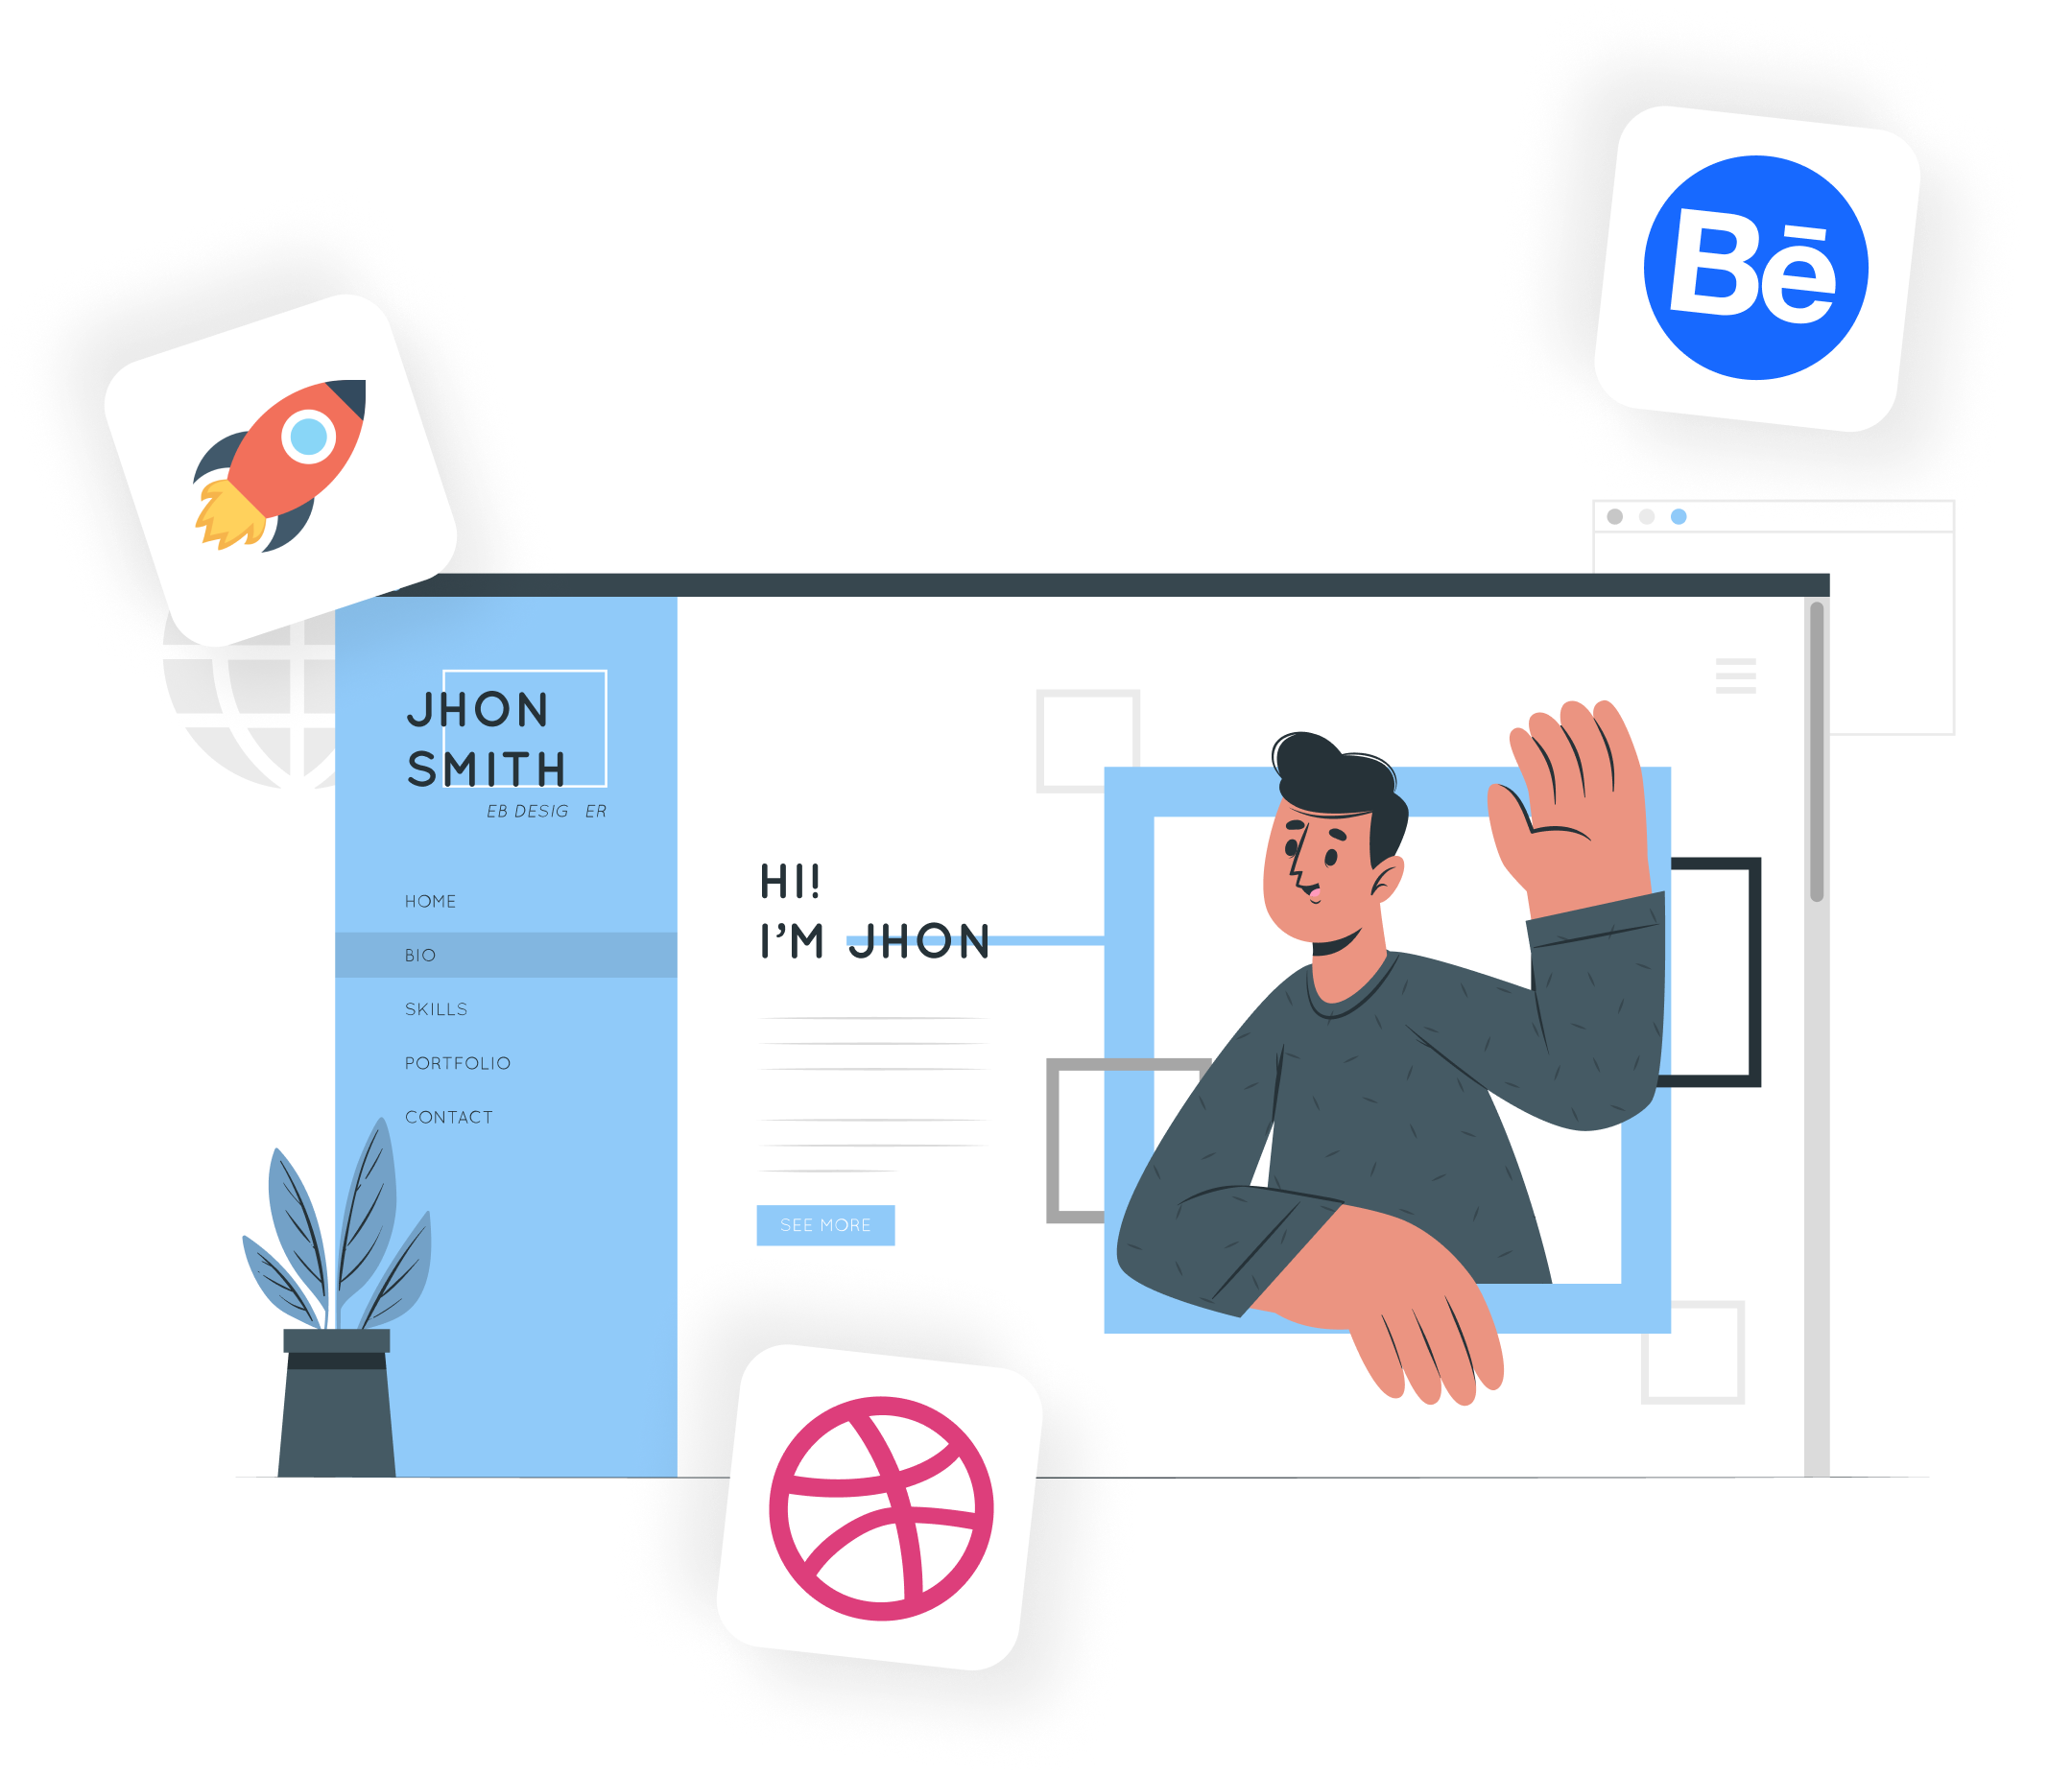 Bē
JHON
SMITH
EB DESIG ER
HOME
BIO
SKILLS
PORTFOLIO
CONTACT
HI!
I'M JHON
SEE MORE